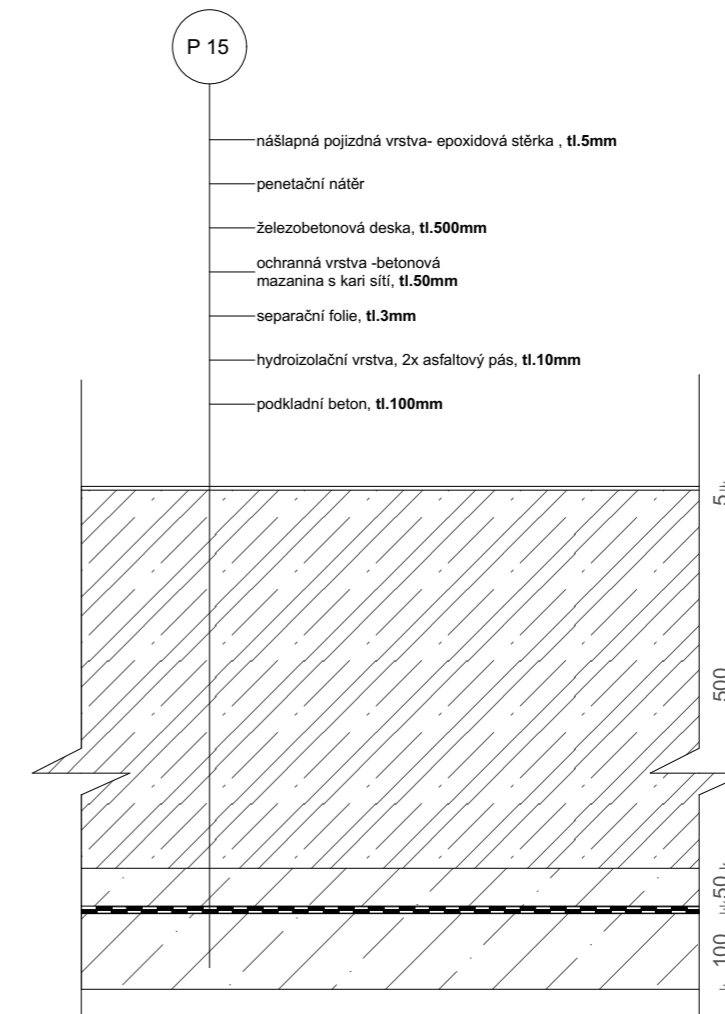 P 15
nášlapná pojizdná vrstva- epoxidová stěrka , tl.5mm
penetační nátěr
železobetonová deska, tl.500mm
ochranná vrstva -betonová
mazanina s kari sítí, tl.50mm
separační folie, tl.3mm
hydroizolační vrstva, 2x asfaltový pás, tl.10mm
podkladní beton, tl.100mm
5
500
50
100